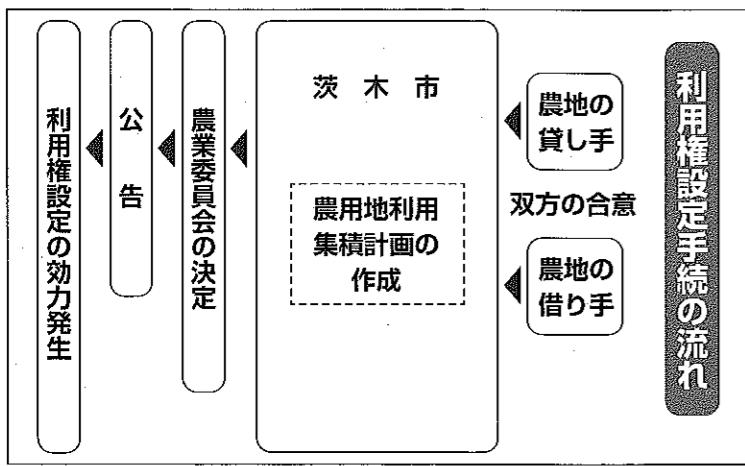 利用権設定手続の流れ
農地の
貸し手
双方の合意
農地の
借り手
茨木市
農用地利用
集積計画の
作成
農業委員会の決定
公告
利用権設定の効力発生